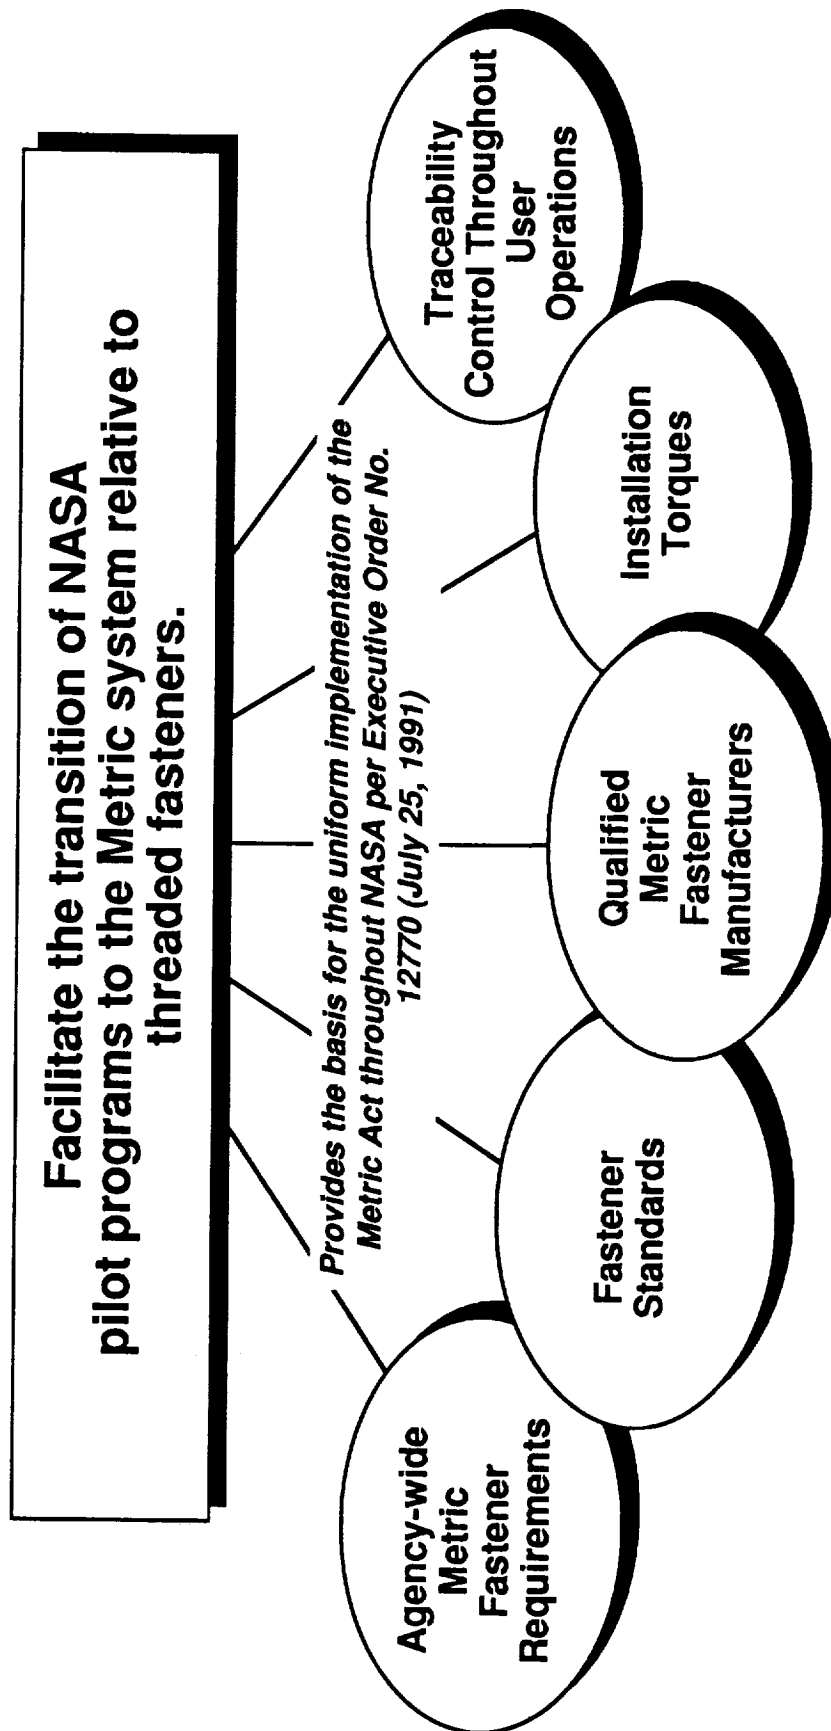 Facilitate the transition of NASA
pilot programs to the Metric system relative to
threaded fasteners.
Provides the basis for the uniform implementation of the
Metric Act throughout NASA per Executive Order No.
12770 (July 25, 1991)
Agency-wide
Metric
Fastener
Requirements
Fastener
Standards
Qualified
Metric
Fastener
Manufacturers
Installation
Torques
Traceability
Control Throughout
User
Operations